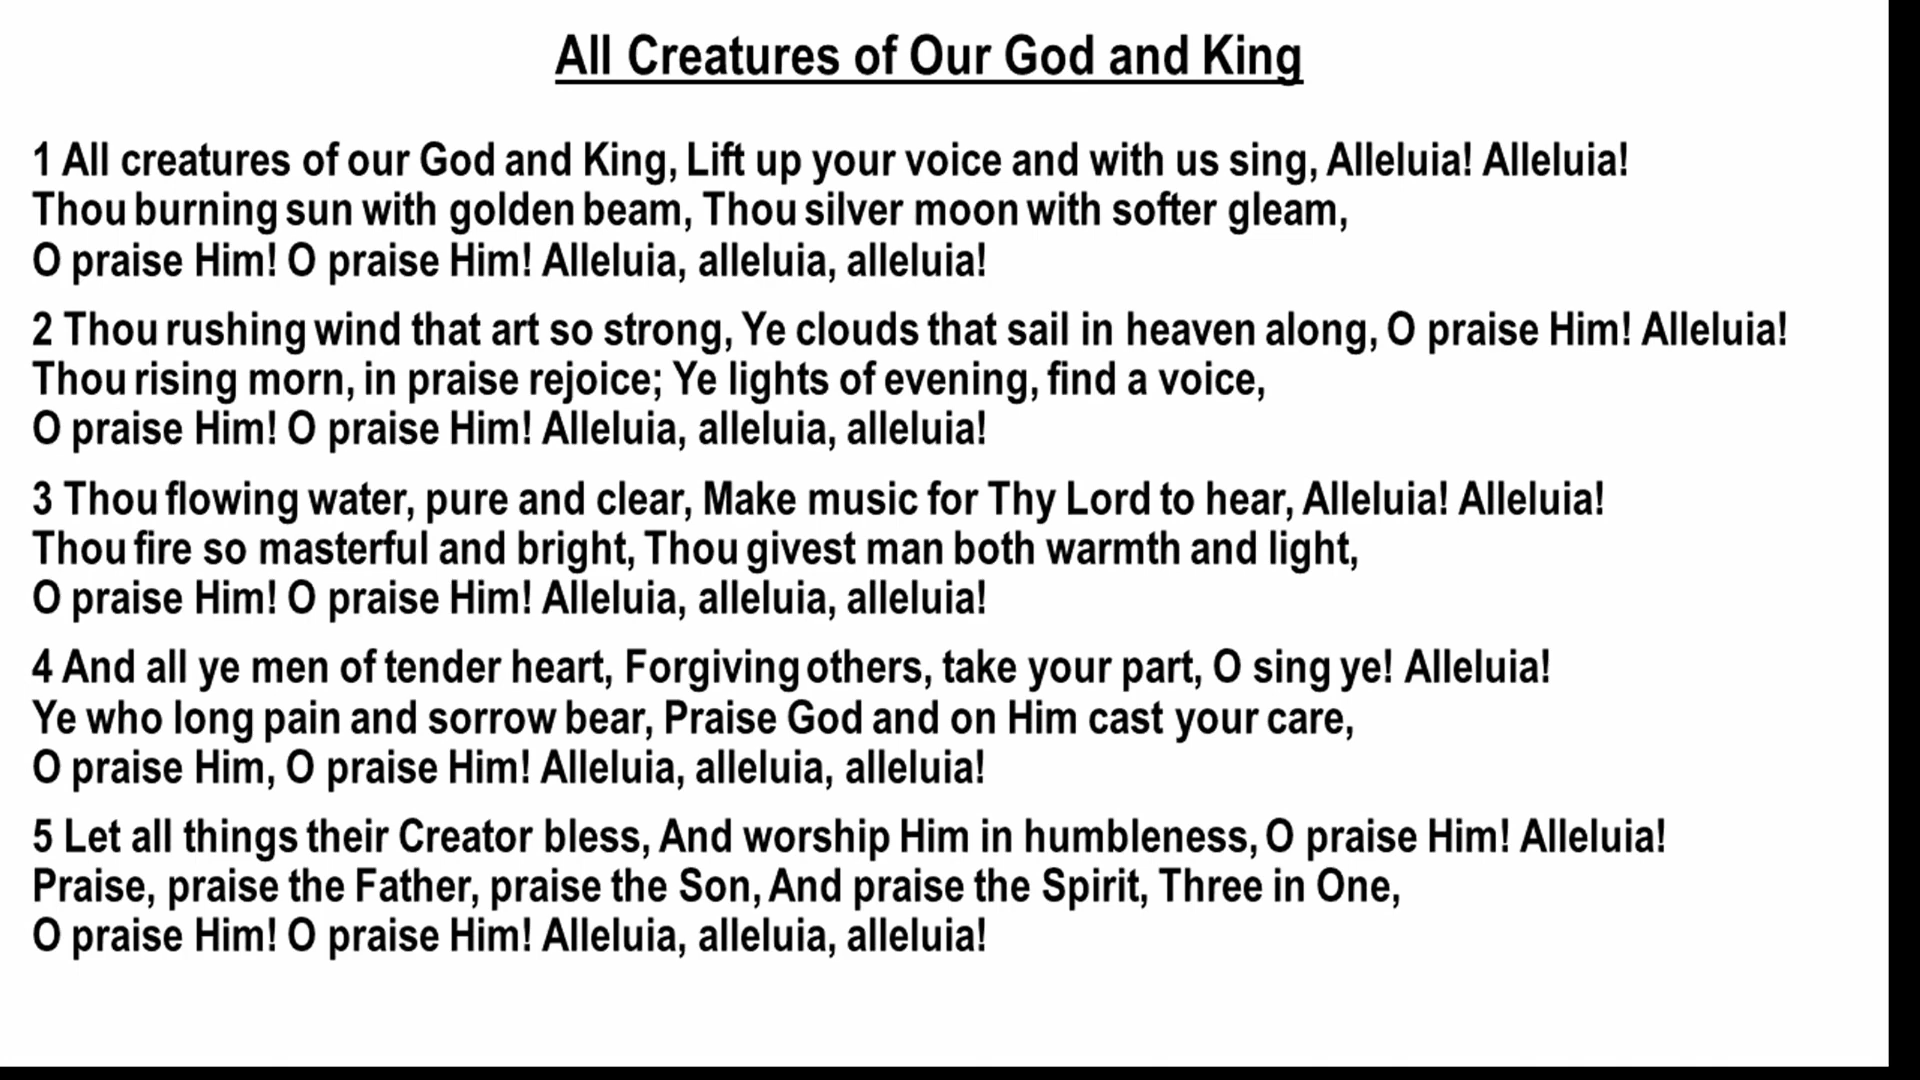 All Creatures of Our God and King
1 All creatures of our God and King, Lift up your voice and with us sing, Alleluia! Alleluia!
Thou burning sun with golden beam, Thou silver moon with softer gleam,
O praise Him! O praise Him! Alleluia, alleluia, alleluia!
2 Thou rushing wind that art so strong, Ye clouds that sail in heaven along, O praise Him! Alleluia!
Thou rising morn, in praise rejoice; Ye lights of evening, find a voice,
O praise Him! O praise Him! Alleluia, alleluia, alleluia!
3 Thou flowing water, pure and clear, Make music for Thy Lord to hear, Alleluia! Alleluia!
Thou fire so masterful and bright, Thou givest man both warmth and light,
O praise Him! O praise Him! Alleluia, alleluia, alleluia!
4 And all ye men of tender heart, Forgiving others, take your part, O sing ye! Alleluia!
Ye who long pain and sorrow bear, Praise God and on Him cast your care,
O praise Him, O praise Him! Alleluia, alleluia, alleluia!
5 Let all things their Creator bless, And worship Him in humbleness, O praise Him! Alleluia!
Praise, praise the Father, praise the Son, And praise the Spirit, Three in One,
O praise Him! O praise Him! Alleluia, alleluia, alleluia!